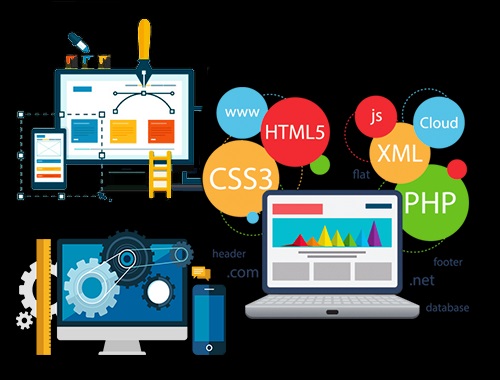 www
HTML5
js
Cloud
XML
CSS3
flat
PHP
header
.com
footer
.net
database